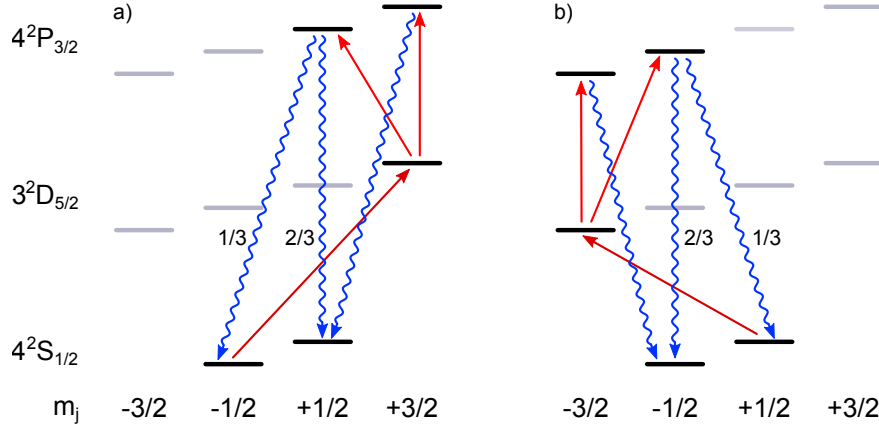 a)
b)
4²P₃/₂
3²D₅/₂
1/3
2/3
2/3
1/3
4²S₁/₂
mⱼ -3/2 -1/2 +1/2 +3/2 -3/2 -1/2 +1/2 +3/2